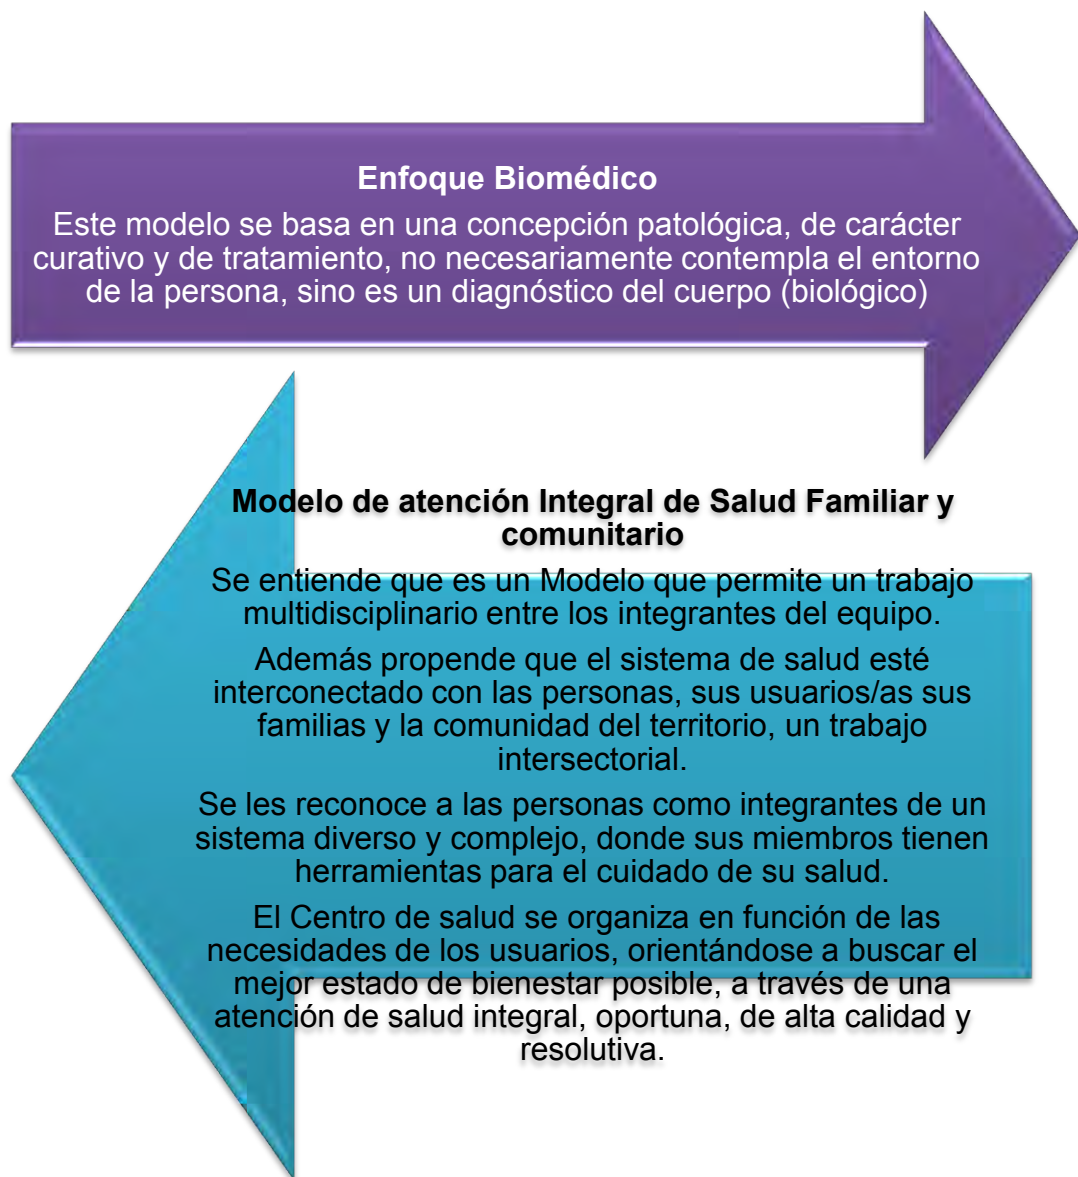 Enfoque Biomédico
Este modelo se basa en una concepción patológica, de carácter
curativo y de tratamiento, no necesariamente contempla el entorno
de la persona, sino es un diagnóstico del cuerpo (biológico)
Modelo de atención Integral de Salud Familiar y
comunitario
Se entiende que es un Modelo que permite un trabajo
multidisciplinario entre los integrantes del equipo.
Además propende que el sistema de salud esté
interconectado con las personas, sus usuarios/as sus
familias y la comunidad del territorio, un trabajo
intersectorial.
Se les reconoce a las personas como integrantes de un
sistema diverso y complejo, donde sus miembros tienen
herramientas para el cuidado de su salud.
El Centro de salud se organiza en función de las
necesidades de los usuarios, orientándose a buscar el
mejor estado de bienestar posible, a través de una
atención de salud integral, oportuna, de alta calidad y
resolutiva.